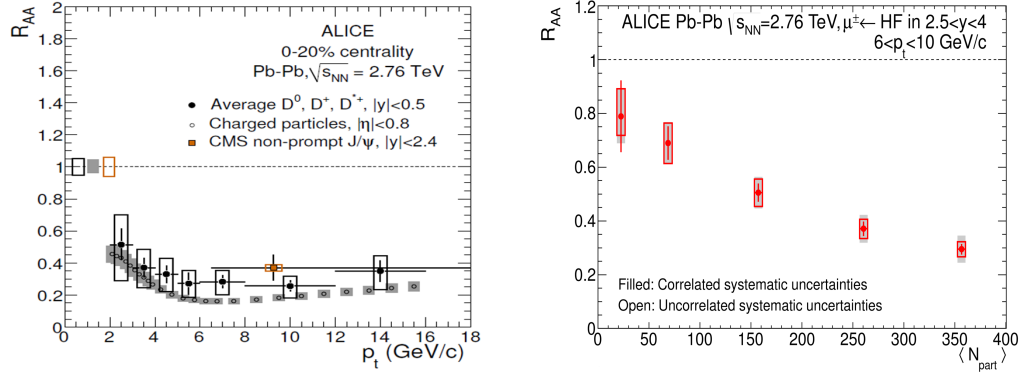 R_AA
2
1.8
1.6
1.4
1.2
1
0.8
0.6
0.4
0.2
0
ALICE
0-20% centrality
Pb-Pb,√s_NN = 2.76 TeV
Average D⁰, D⁺, D*⁺, |y|<0.5
Charged particles, |η|<0.8
CMS non-prompt J/ψ, |y|<2.4
0 2 4 6 8 10 12 14 16 18
p_t (GeV/c)
R_AA
1.2
1
0.8
0.6
0.4
0.2
0
ALICE Pb-Pb √s_NN=2.76 TeV, μ±← HF in 2.5<y<4
6<p_t<10 GeV/c
Filled: Correlated systematic uncertainties
Open: Uncorrelated systematic uncertainties
0 50 100 150 200 250 300 350 400
⟨N_part⟩